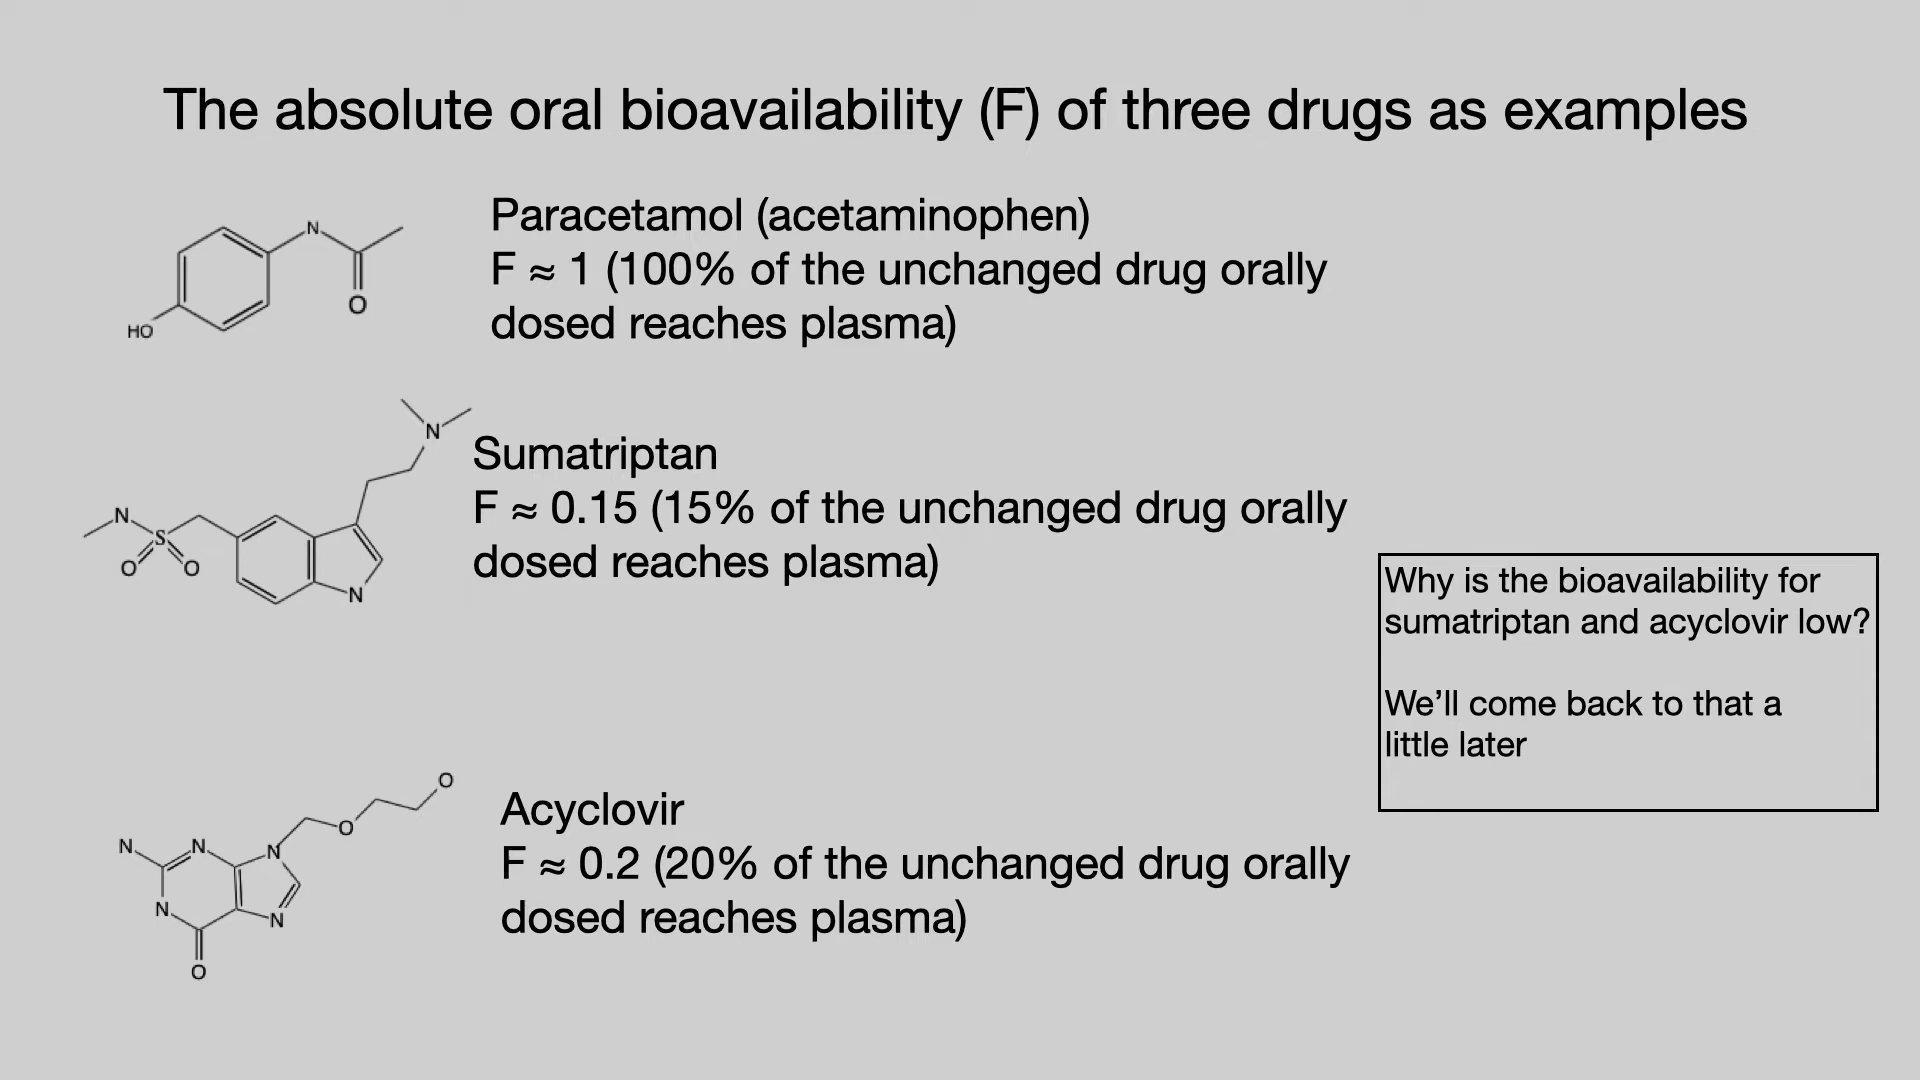 The absolute oral bioavailability (F) of three drugs as examples
N
O
HO
Paracetamol (acetaminophen)
F ≈ 1 (100% of the unchanged drug orally
dosed reaches plasma)
N
N
S
O
O
N
Sumatriptan
F ≈ 0.15 (15% of the unchanged drug orally
dosed reaches plasma)
Why is the bioavailability for
sumatriptan and acyclovir low?
We’ll come back to that a
little later
O
O
N
N
N
N
N
O
Acyclovir
F ≈ 0.2 (20% of the unchanged drug orally
dosed reaches plasma)